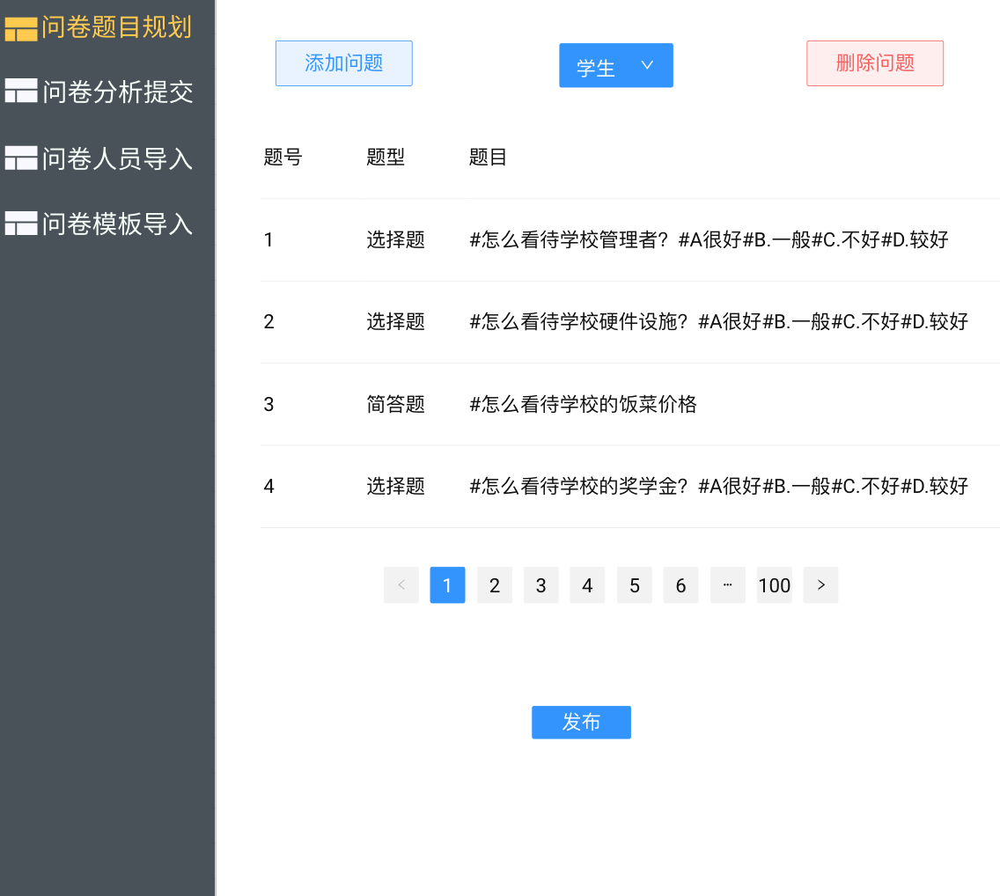 问卷题目规划
问卷分析提交
问卷人员导入
问卷模板导入
添加问题 学生 删除问题
题号 题型 题目
1 选择题 #怎么看待学校管理者？#A很好#B.一般#C.不好#D.较好
2 选择题 #怎么看待学校硬件设施？#A很好#B.一般#C.不好#D.较好
3 简答题 #怎么看待学校的饭菜价格
4 选择题 #怎么看待学校的奖学金？#A很好#B.一般#C.不好#D.较好
< 1 2 3 4 5 6 ··· 100 >
发布